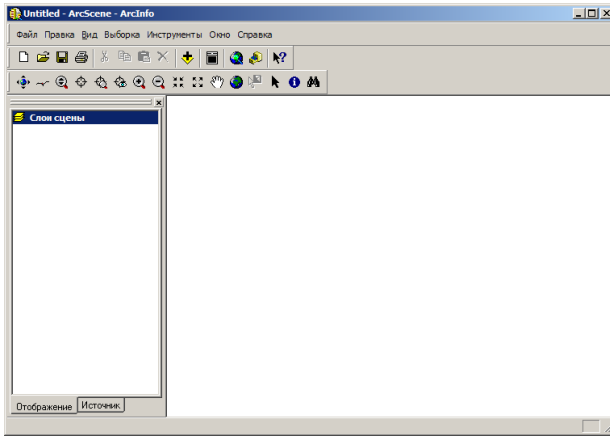 Untitled - ArcScene - ArcInfo
Файл Правка Вид Выборка Инструменты Окно Справка
Слои сцены
Отображение Источник